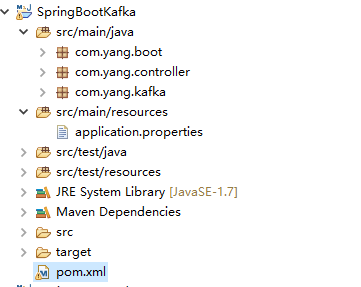 SpringBootKafka
src/main/java
com.yang.boot
com.yang.controller
com.yang.kafka
src/main/resources
application.properties
src/test/java
src/test/resources
JRE System Library [JavaSE-1.7]
Maven Dependencies
src
target
pom.xml